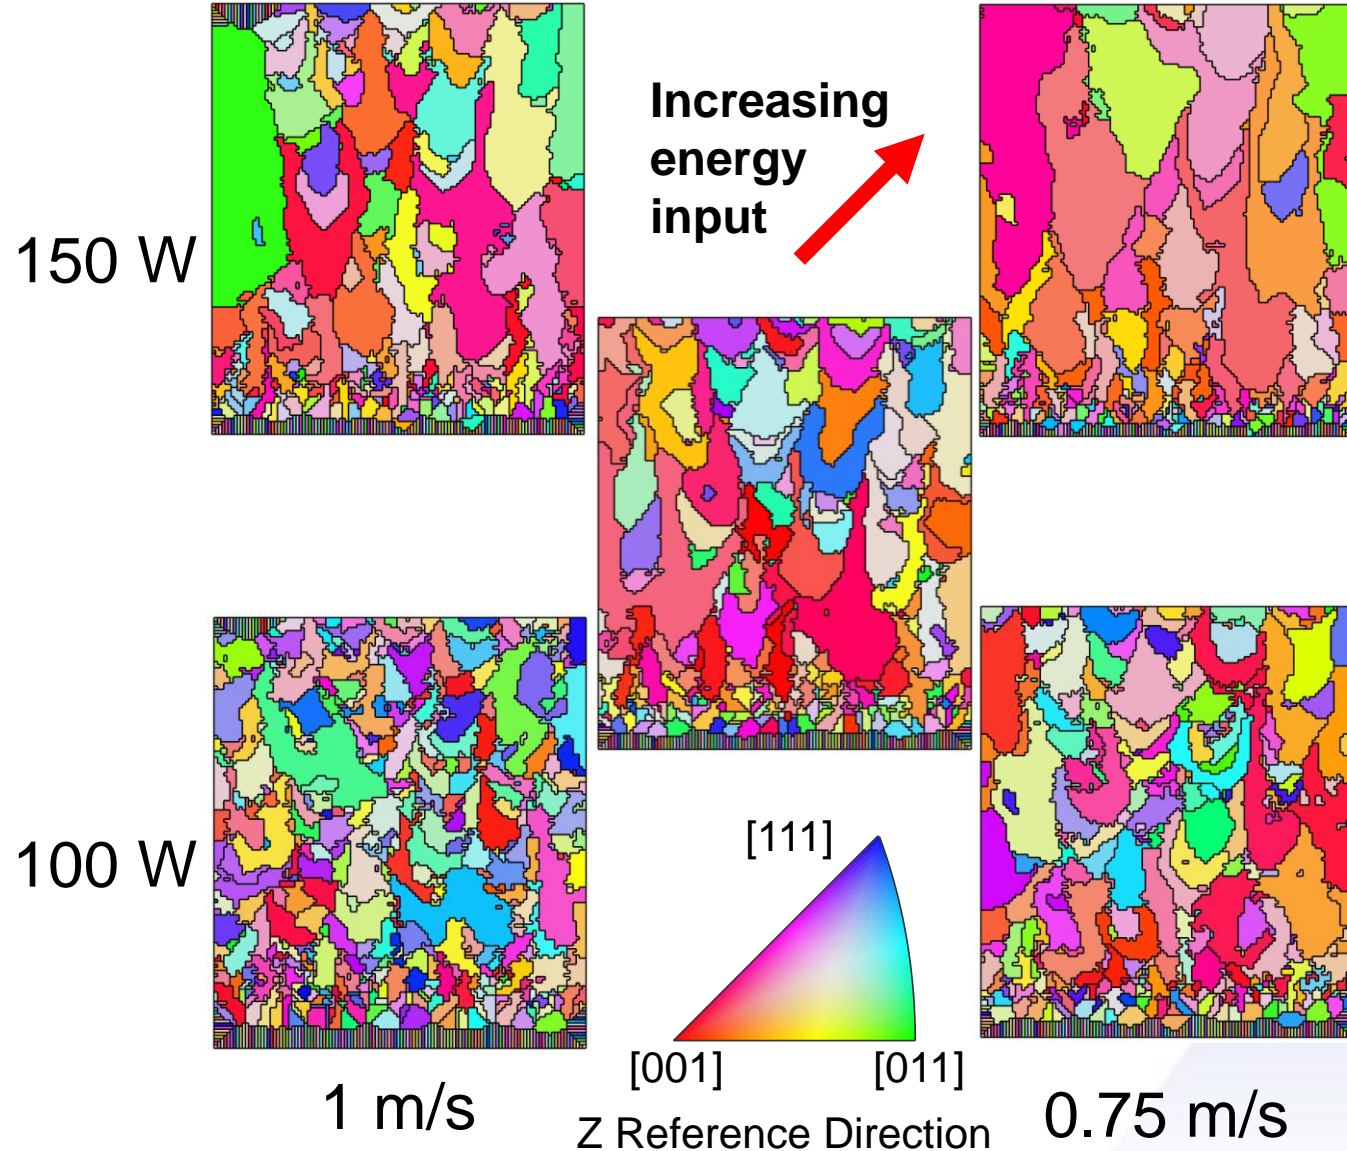 Increasing
energy
input
150 W
[111]
100 W
[001]
[011]
1 m/s
Z Reference Direction
0.75 m/s